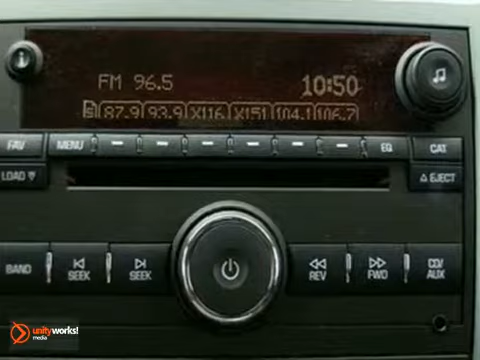 FM 96.5 10:50
87.9 93.9 X116 X151 104.1 106.7
FAV MENU EQ CAT
LOAD EJECT
BAND SEEK SEEK REV FWD CD/
AUX
unityworks!
media